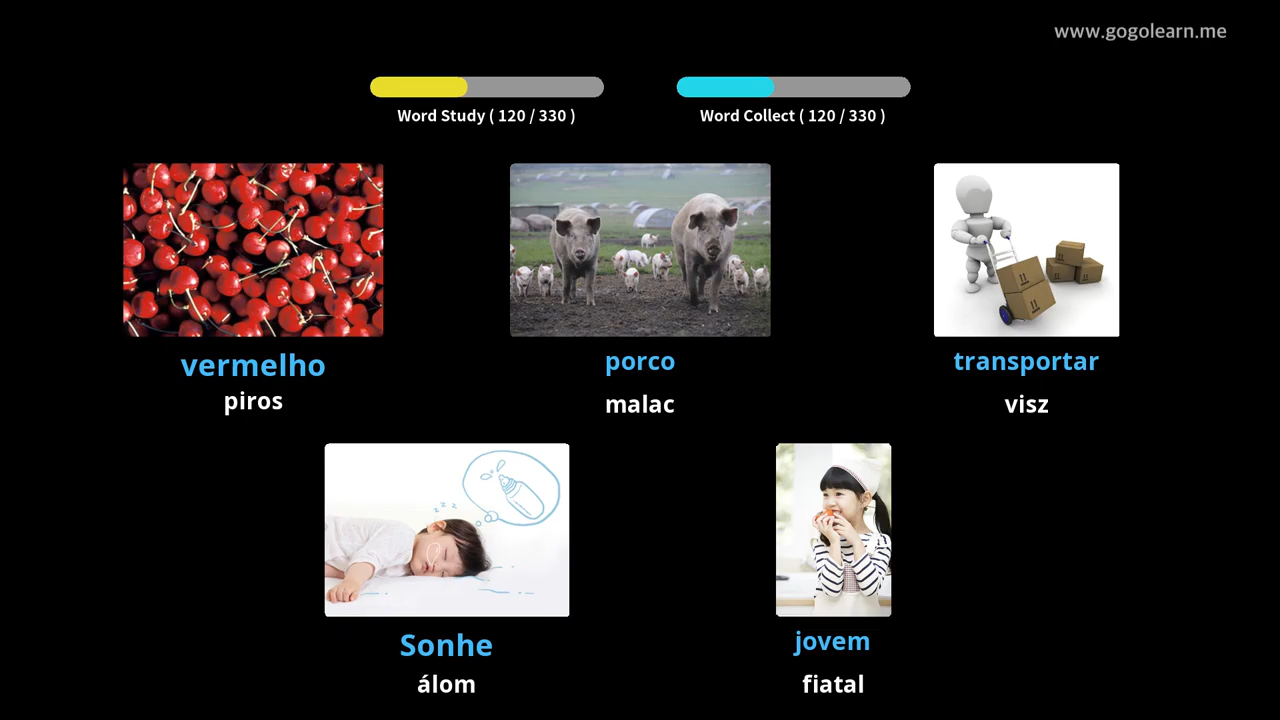 www.gogolearn.me
Word Study ( 120 / 330 )
Word Collect ( 120 / 330 )
vermelho
piros
porco
malac
transportar
visz
Sonhe
álom
jovem
fiatal